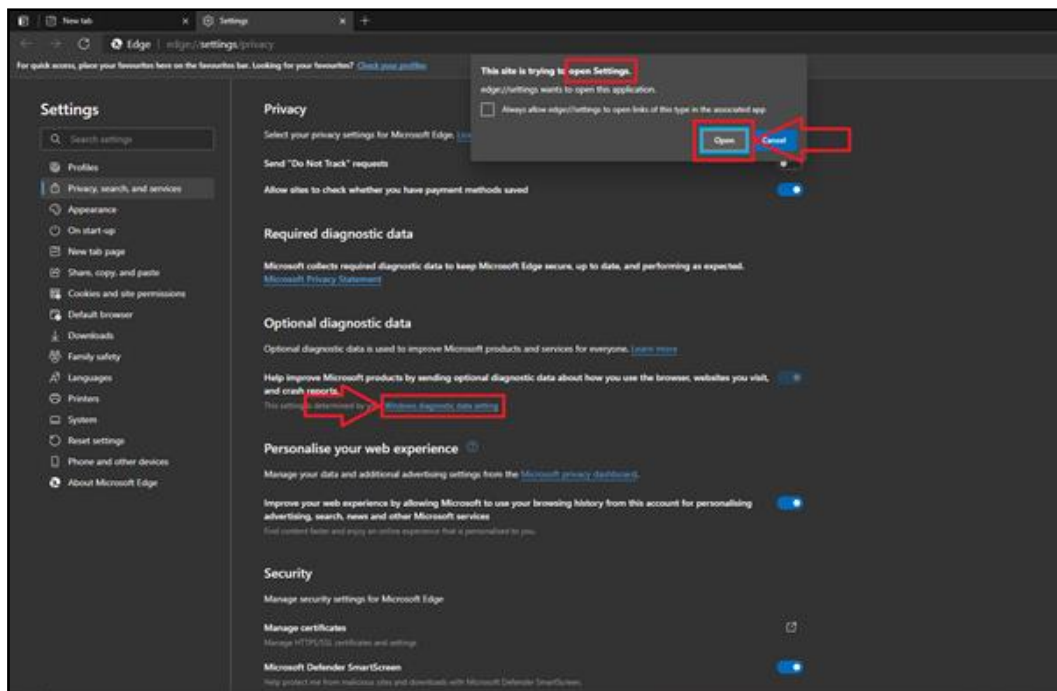 New tab
Settings
Edge | edge://settings/privacy
For quick access, place your favourites here on the favourites bar. Looking for your favourites? Check your profiles
This site is trying to open Settings.
edge://settings wants to open this application.
Always allow edge://settings to open links of this type in the associated app
Open
Cancel
Settings
Search settings
Profiles
Privacy, search, and services
Appearance
On start-up
New tab page
Share, copy, and paste
Cookies and site permissions
Default browser
Downloads
Family safety
Languages
Printers
System
Reset settings
Phone and other devices
About Microsoft Edge
Privacy
Select your privacy settings for Microsoft Edge.
Send "Do Not Track" requests
Allow sites to check whether you have payment methods saved
Required diagnostic data
Microsoft collects required diagnostic data to keep Microsoft Edge secure, up to date, and performing as expected.
Microsoft Privacy Statement
Optional diagnostic data
Optional diagnostic data is used to improve Microsoft products and services for everyone. Learn more
Help improve Microsoft products by sending optional diagnostic data about how you use the browser, websites you visit,
and crash reports.
This setting is determined by Windows diagnostic data setting
Personalise your web experience
Manage your data and additional advertising settings from the Microsoft privacy dashboard.
Improve your web experience by allowing Microsoft to use your browsing history from this account for personalising
advertising, search, news and other Microsoft services
Find content faster and enjoy an online experience that is personalised to you.
Security
Manage security settings for Microsoft Edge
Manage certificates
Manage HTTPS/SSL certificates and settings
Microsoft Defender SmartScreen
Help protect me from malicious sites and downloads with Microsoft Defender SmartScreen.